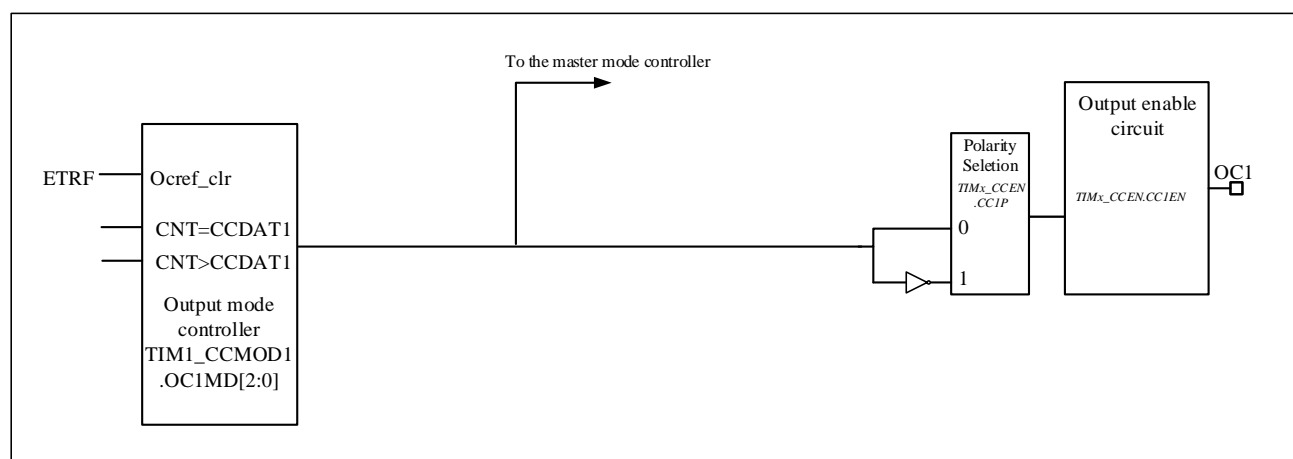 To the master mode controller
ETRF
Ocref_clr
CNT=CCDAT1
CNT>CCDAT1
Output mode
controller
TIM1_CCMOD1
.OC1MD[2:0]
Polarity
Seletion
TIMx_CCEN
.CC1P
0
1
Output enable
circuit
TIMx_CCEN.CC1EN
OC1